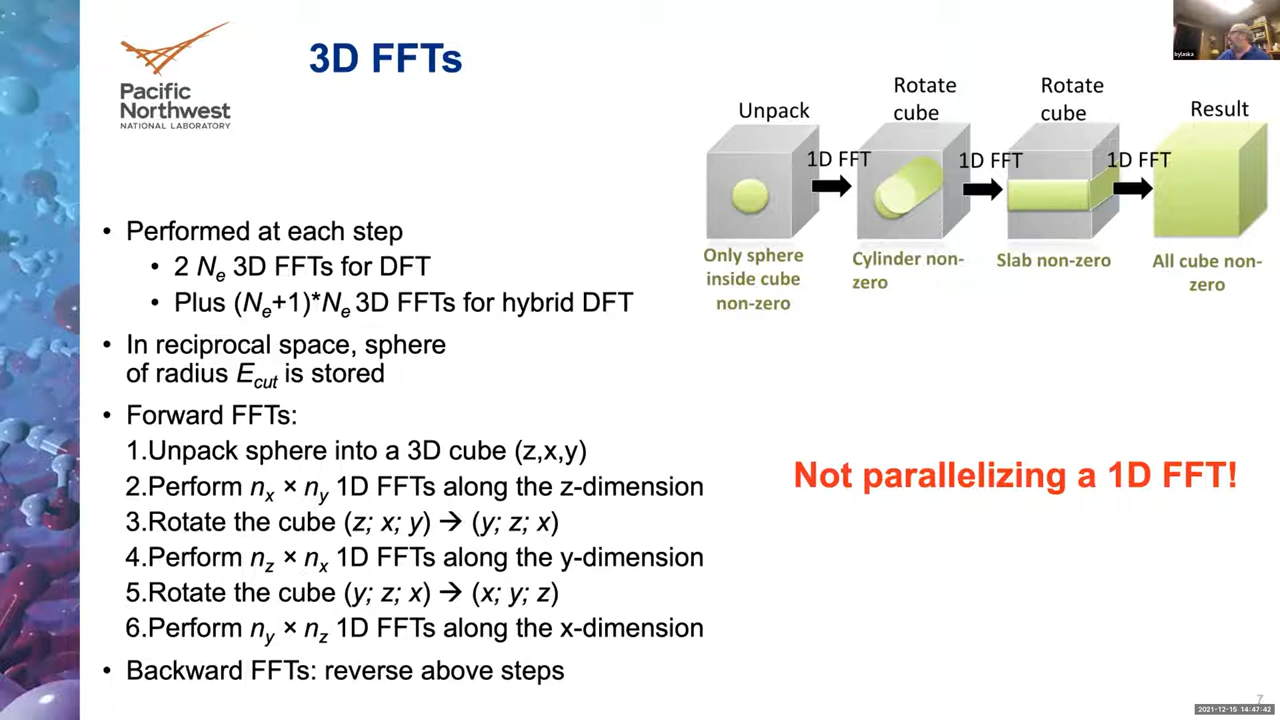 3D FFTs
Pacific
Northwest
NATIONAL LABORATORY
bylaska
Unpack
Rotate
cube
Rotate
cube
Result
1D FFT
1D FFT
1D FFT
Only sphere
inside cube
non-zero
Cylinder non-
zero
Slab non-zero
All cube non-
zero
• Performed at each step
• 2 Ne 3D FFTs for DFT
• Plus (Ne+1)*Ne 3D FFTs for hybrid DFT
• In reciprocal space, sphere
of radius Ecut is stored
• Forward FFTs:
1.Unpack sphere into a 3D cube (z,x,y)
2.Perform nx × ny 1D FFTs along the z-dimension
3.Rotate the cube (z; x; y) → (y; z; x)
4.Perform nz × nx 1D FFTs along the y-dimension
5.Rotate the cube (y; z; x) → (x; y; z)
6.Perform ny × nz 1D FFTs along the x-dimension
• Backward FFTs: reverse above steps
Not parallelizing a 1D FFT!
7
2021-12-15 14:47:42